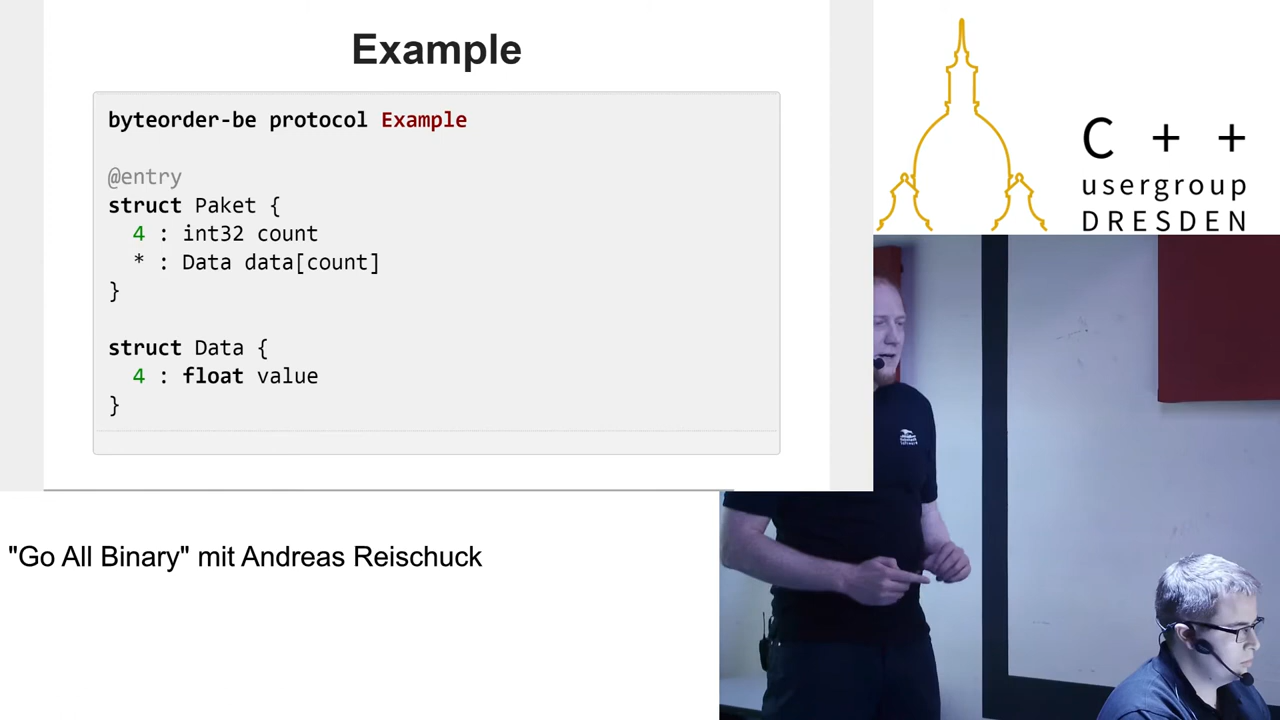 Example
byteorder-be protocol Example
@entry
struct Paket {
4 : int32 count
* : Data data[count]
}
struct Data {
4 : float value
}
C + +
usergroup
DRESDEN
"Go All Binary" mit Andreas Reischuck